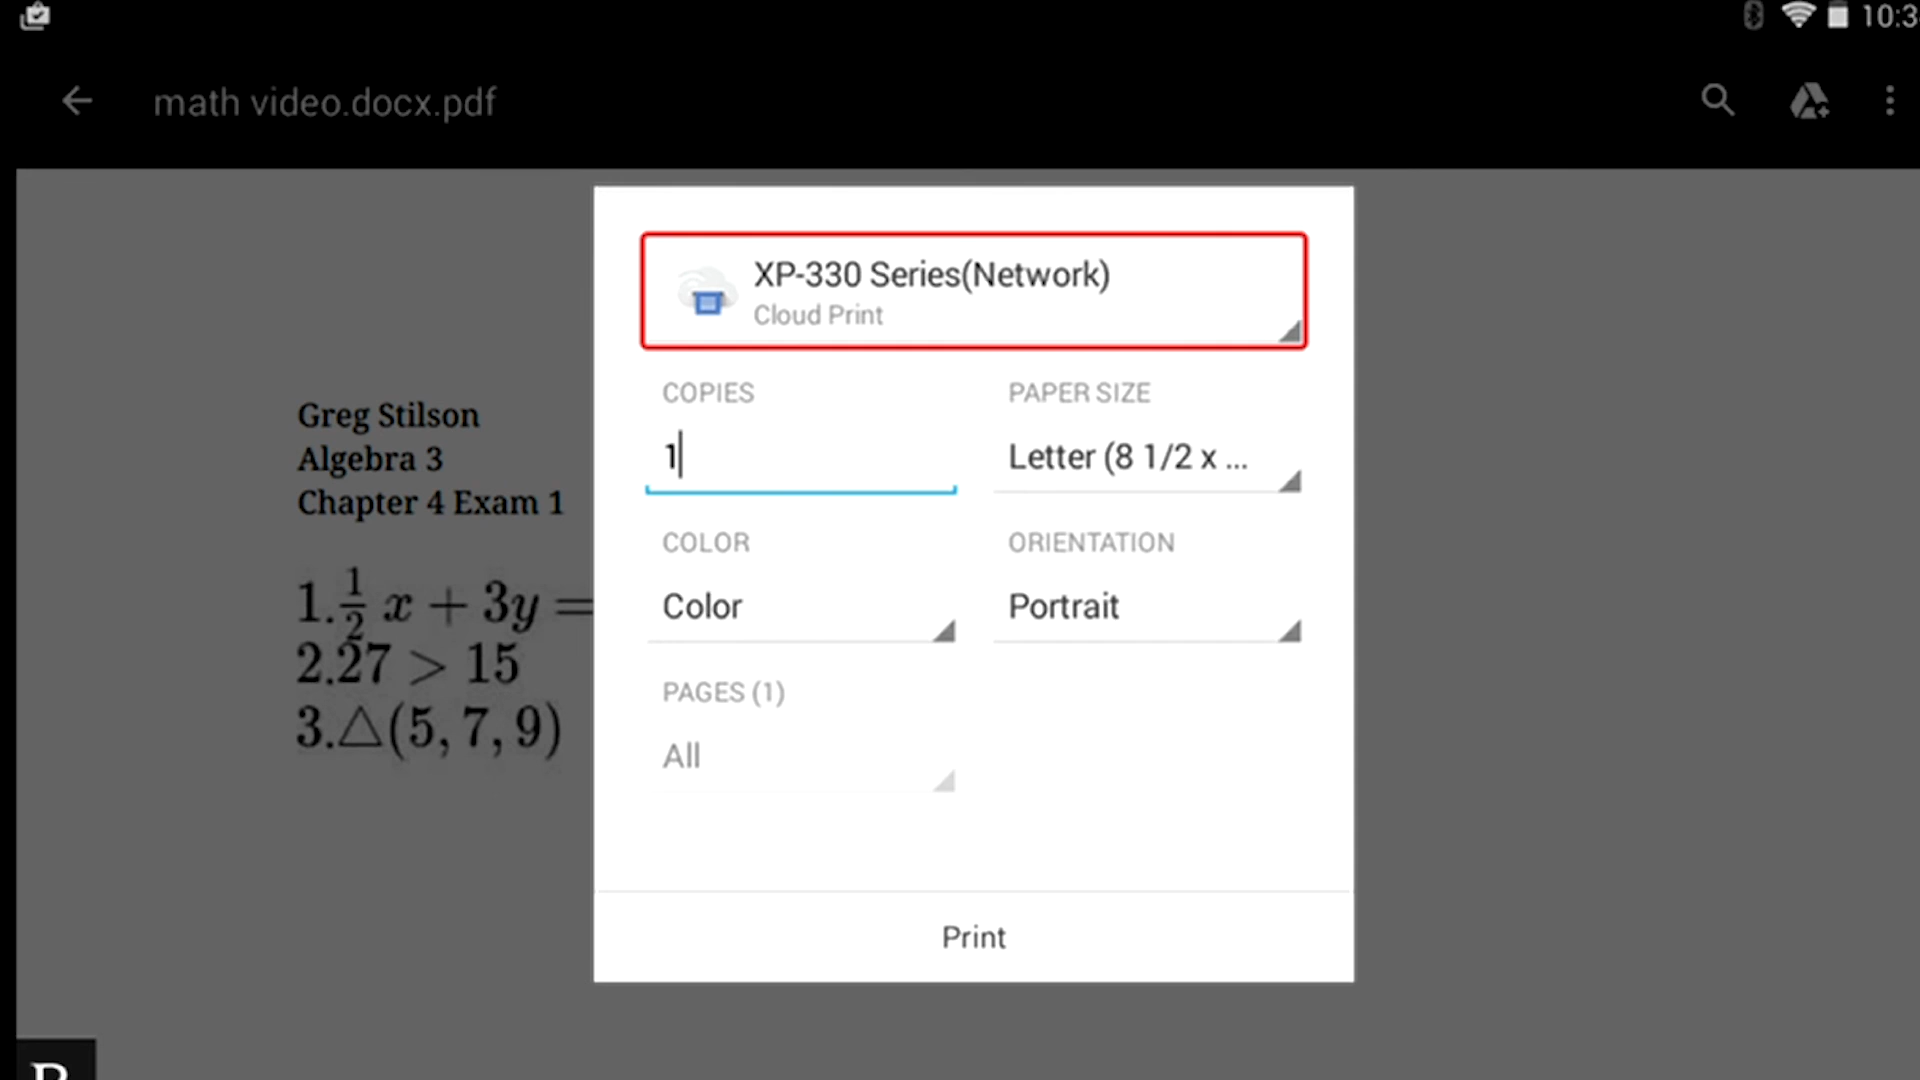 10:3
math video.docx.pdf
XP-330 Series(Network)
Cloud Print
COPIES
1
PAPER SIZE
Letter (8 1/2 x ...
COLOR
Color
ORIENTATION
Portrait
PAGES (1)
All
Print
Greg Stilson
Algebra 3
Chapter 4 Exam 1
1.½ x + 3y =
2.27 > 15
3.△(5, 7, 9)